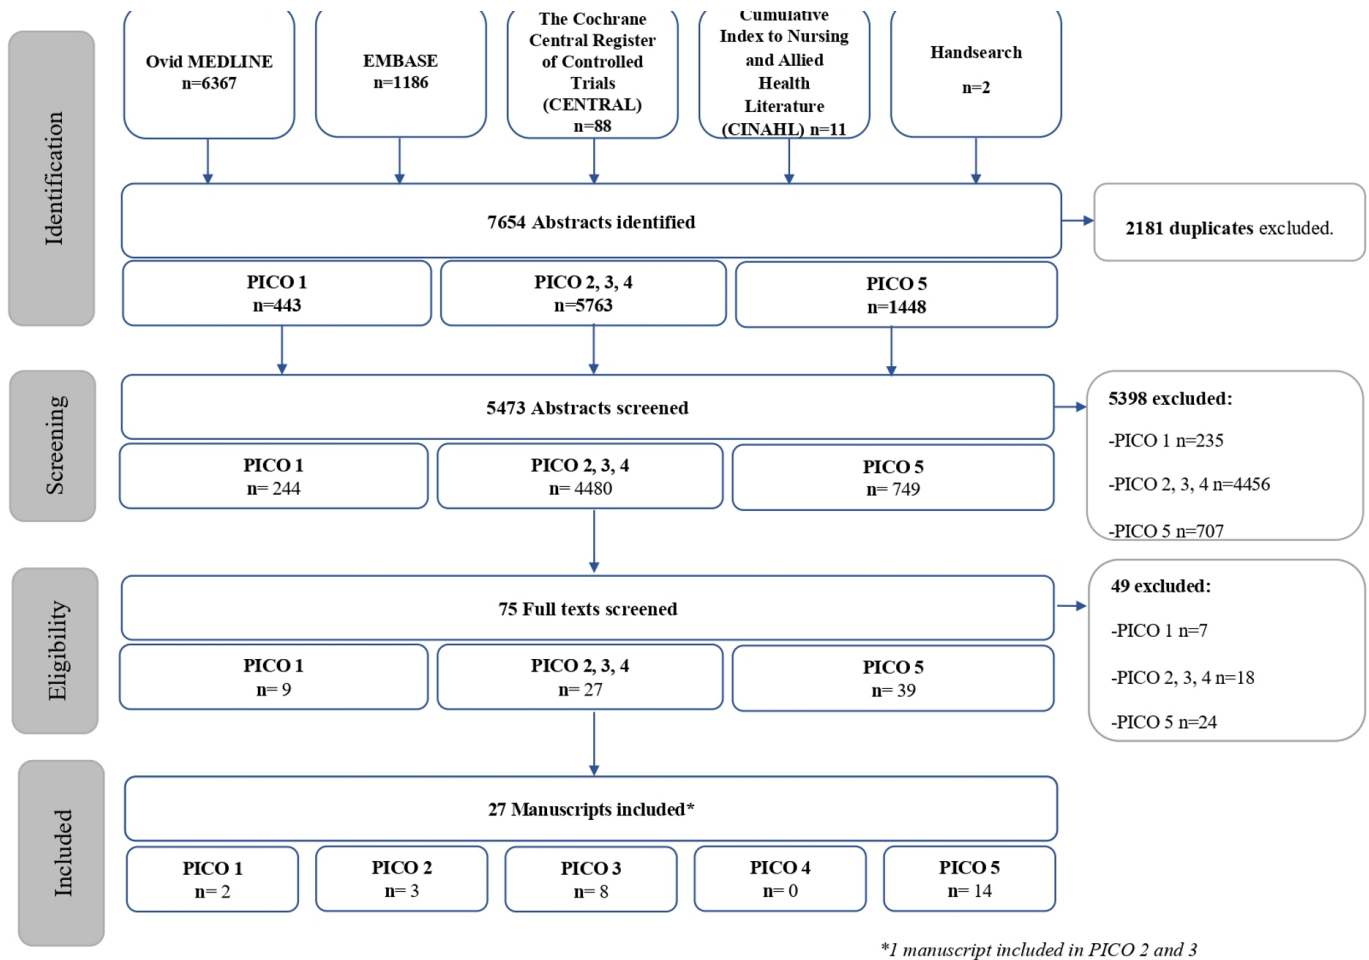 Identification
Ovid MEDLINE
n=6367
EMBASE
n=1186
The Cochrane
Central Register
of Controlled
Trials
(CENTRAL)
n=88
Cumulative
Index to Nursing
and Allied
Health
Literature
(CINAHL) n=11
Handsearch
n=2
7654 Abstracts identified
2181 duplicates excluded.
PICO 1
n=443
PICO 2, 3, 4
n=5763
PICO 5
n=1448
Screening
5473 Abstracts screened
5398 excluded:
-PICO 1 n=235
-PICO 2, 3, 4 n=4456
-PICO 5 n=707
PICO 1
n= 244
PICO 2, 3, 4
n= 4480
PICO 5
n= 749
Eligibility
75 Full texts screened
49 excluded:
-PICO 1 n=7
-PICO 2, 3, 4 n=18
-PICO 5 n=24
PICO 1
n= 9
PICO 2, 3, 4
n= 27
PICO 5
n= 39
Included
27 Manuscripts included*
PICO 1
n= 2
PICO 2
n= 3
PICO 3
n= 8
PICO 4
n= 0
PICO 5
n= 14
*1 manuscript included in PICO 2 and 3